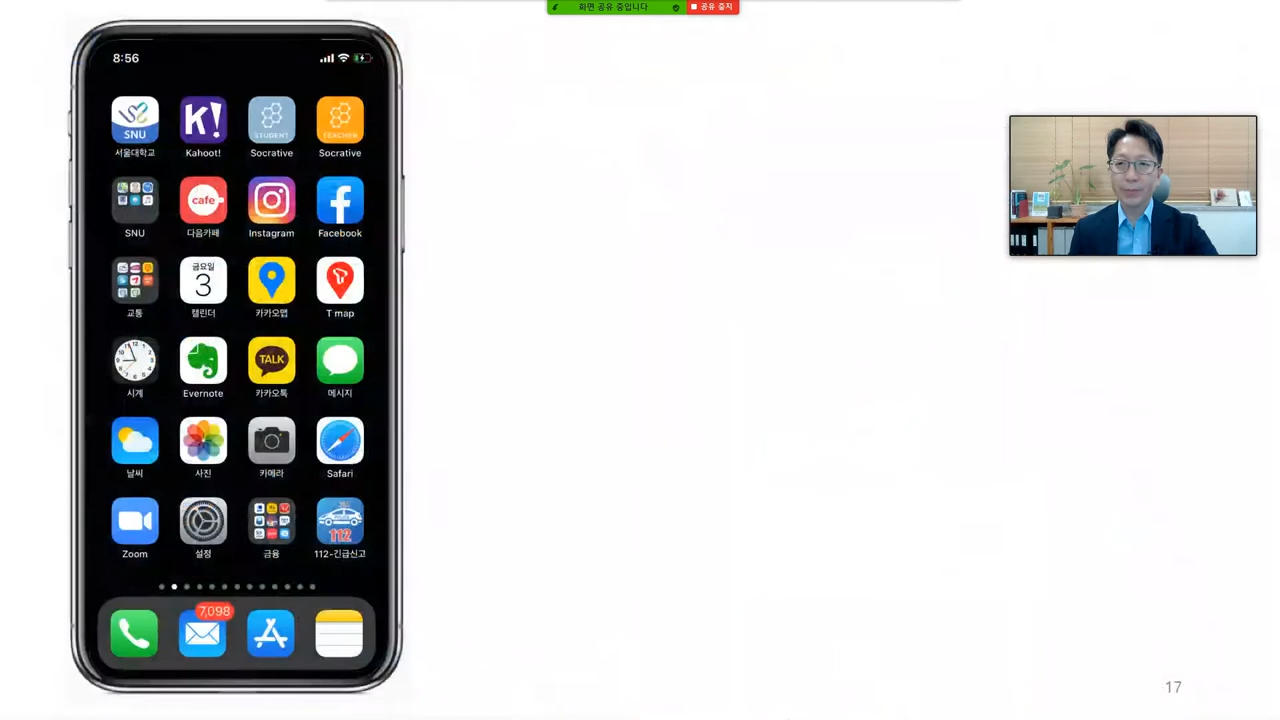 화면 공유 중입니다 공유 중지
8:56
SNU K! STUDENT TEACHER
서울대학교 Kahoot! Socrative Socrative
cafe
SNU 다음카페 Instagram Facebook
금요일
3
교통 캘린더 카카오맵 T map
TALK
시계 Evernote 카카오톡 메시지
날씨 사진 카메라 Safari
112
Zoom 설정 금융 112-긴급신고
7,098
17